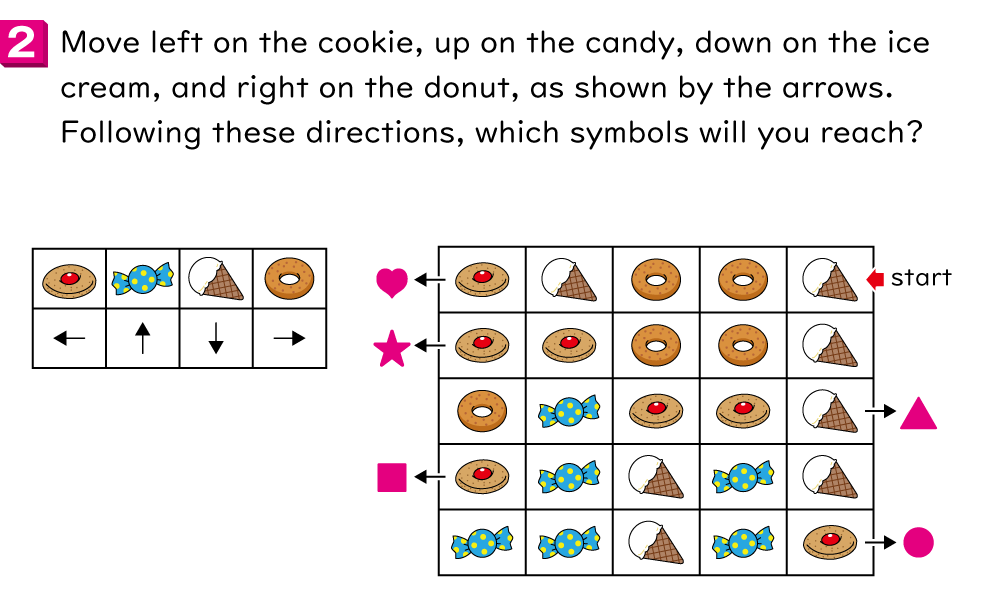 2
Move left on the cookie, up on the candy, down on the ice
cream, and right on the donut, as shown by the arrows.
Following these directions, which symbols will you reach?
start